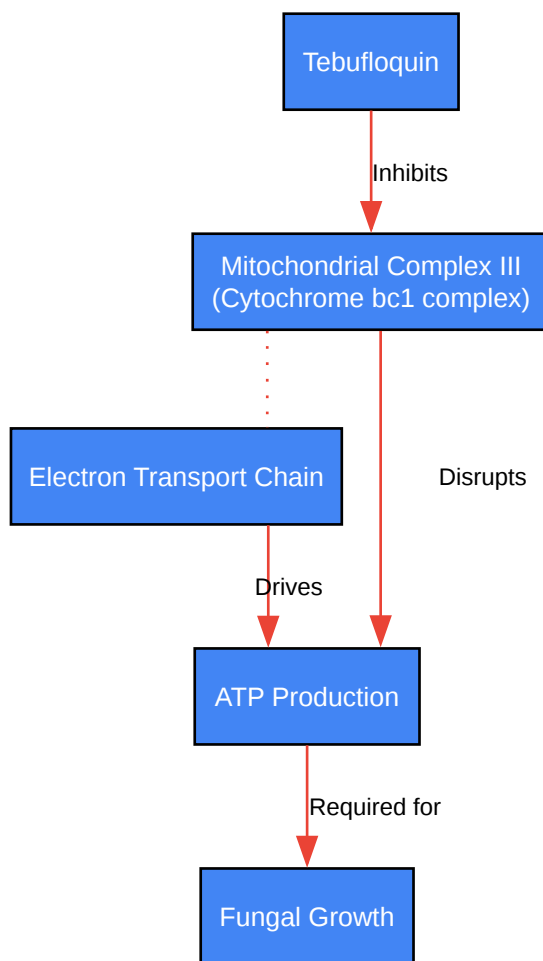 Tebufloquin
Inhibits
Mitochondrial Complex III
(Cytochrome bc1 complex)
Electron Transport Chain
Disrupts
Drives
ATP Production
Required for
Fungal Growth